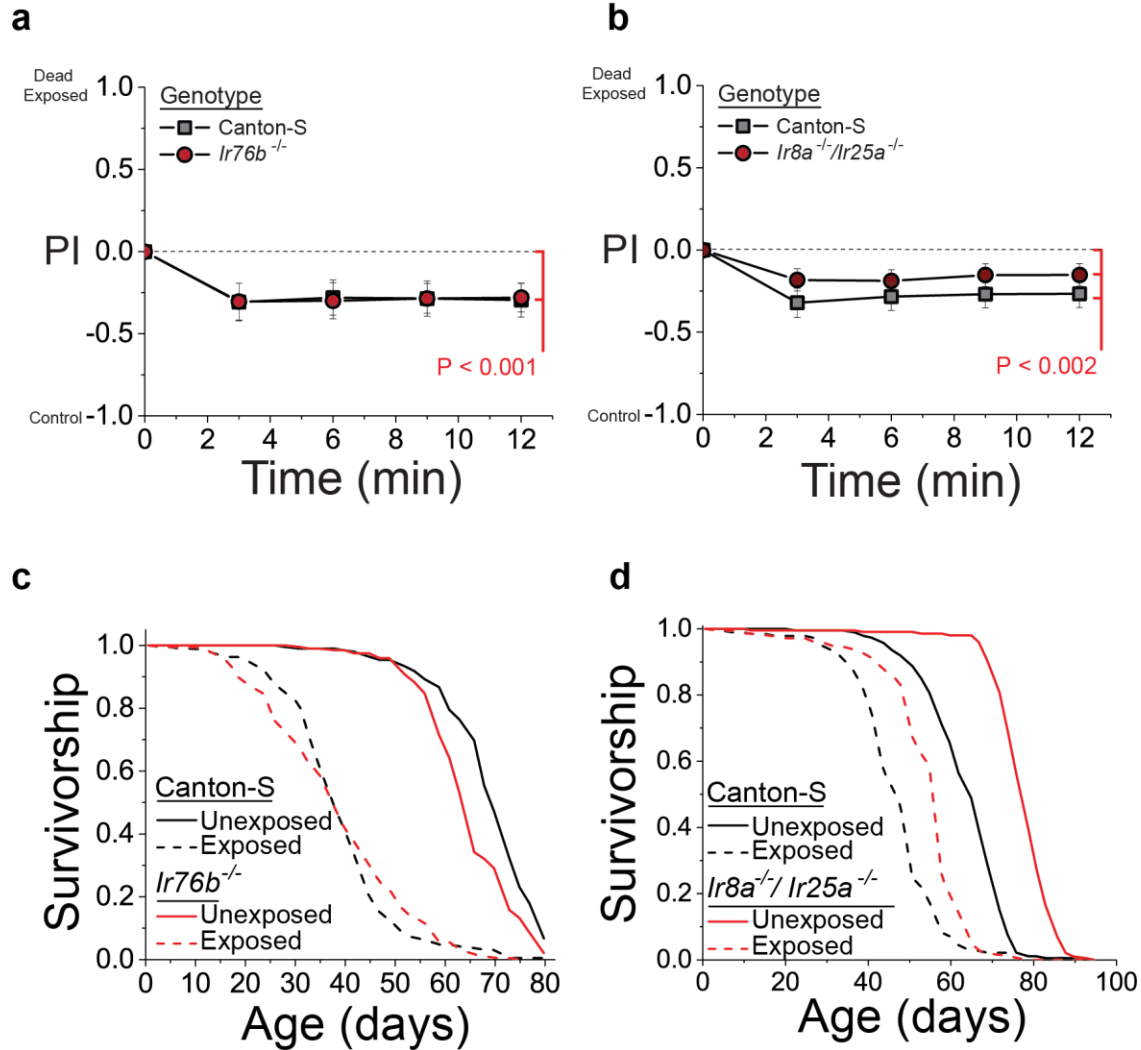 a
Dead
Exposed
1.0
0.5
0.0
-0.5
-1.0
PI
Control
Genotype
Canton-S
Ir76b -/-
P < 0.001
0 2 4 6 8 10 12
Time (min)
b
Dead
Exposed
1.0
0.5
0.0
-0.5
-1.0
PI
Control
Genotype
Canton-S
Ir8a-/-/Ir25a-/-
P < 0.002
0 2 4 6 8 10 12
Time (min)
c
1.0
0.8
0.6
0.4
0.2
0.0
Survivorship
Canton-S
Unexposed
Exposed
Ir76b-/-
Unexposed
Exposed
0 10 20 30 40 50 60 70 80
Age (days)
d
1.0
0.8
0.6
0.4
0.2
0.0
Survivorship
Canton-S
Unexposed
Exposed
Ir8a-/-/ Ir25a -/-
Unexposed
Exposed
0 20 40 60 80 100
Age (days)